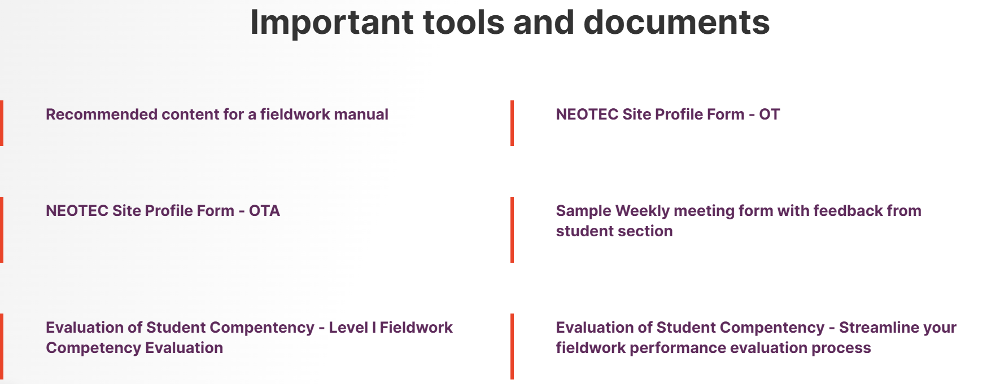 Important tools and documents
Recommended content for a fieldwork manual
NEOTEC Site Profile Form - OT
NEOTEC Site Profile Form - OTA
Sample Weekly meeting form with feedback from
student section
Evaluation of Student Compentency - Level I Fieldwork
Competency Evaluation
Evaluation of Student Compentency - Streamline your
fieldwork performance evaluation process